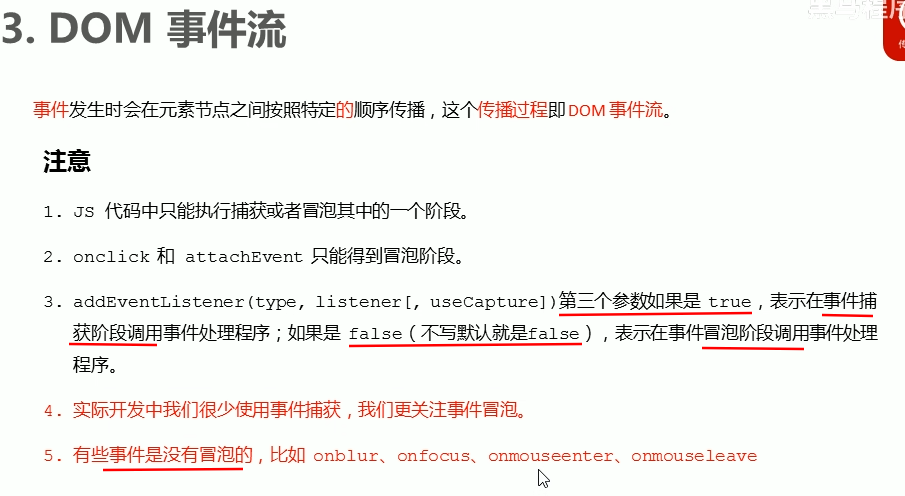 3. DOM 事件流
黑马程序
传
事件发生时会在元素节点之间按照特定的顺序传播，这个传播过程即DOM 事件流。
注意
1. JS 代码中只能执行捕获或者冒泡其中的一个阶段。
2. onclick 和 attachEvent 只能得到冒泡阶段。
3. addEventListener(type, listener[, useCapture])第三个参数如果是 true，表示在事件捕
获阶段调用事件处理程序；如果是 false（不写默认就是false），表示在事件冒泡阶段调用事件处理
程序。
4. 实际开发中我们很少使用事件捕获，我们更关注事件冒泡。
5. 有些事件是没有冒泡的，比如 onblur、onfocus、onmouseenter、onmouseleave